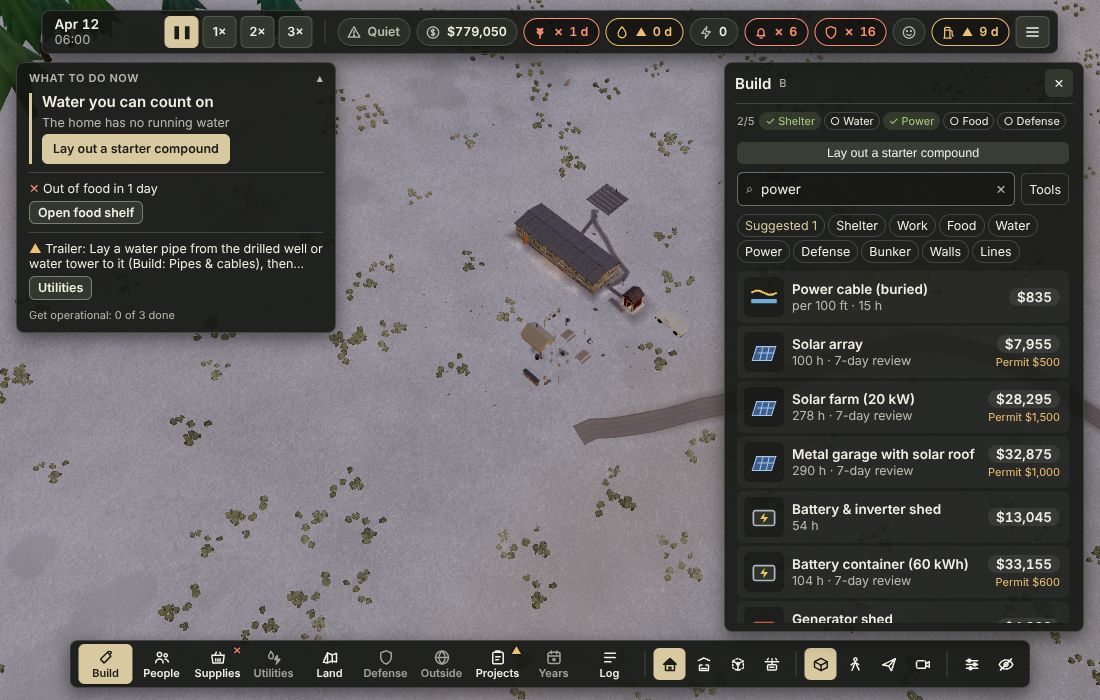 Apr 12
06:00
1×
2×
3×
Quiet
$779,050
× 1 d
0 d
0
× 6
× 16
9 d
WHAT TO DO NOW
Water you can count on
The home has no running water
Lay out a starter compound
× Out of food in 1 day
Open food shelf
Trailer: Lay a water pipe from the drilled well or
water tower to it (Build: Pipes & cables), then...
Utilities
Get operational: 0 of 3 done
Build B
×
2/5 ✓ Shelter Water ✓ Power Food Defense
Lay out a starter compound
power
×
Tools
Suggested 1 Shelter Work Food Water
Power Defense Bunker Walls Lines
Power cable (buried)
per 100 ft · 15 h
$835
Solar array
100 h · 7-day review
$7,955
Permit $500
Solar farm (20 kW)
278 h · 7-day review
$28,295
Permit $1,500
Metal garage with solar roof
290 h · 7-day review
$32,875
Permit $1,000
Battery & inverter shed
54 h
$13,045
Battery container (60 kWh)
104 h · 7-day review
$33,155
Permit $600
Generator shed
Build
People
Supplies
Utilities
Land
Defense
Outside
Projects
Years
Log